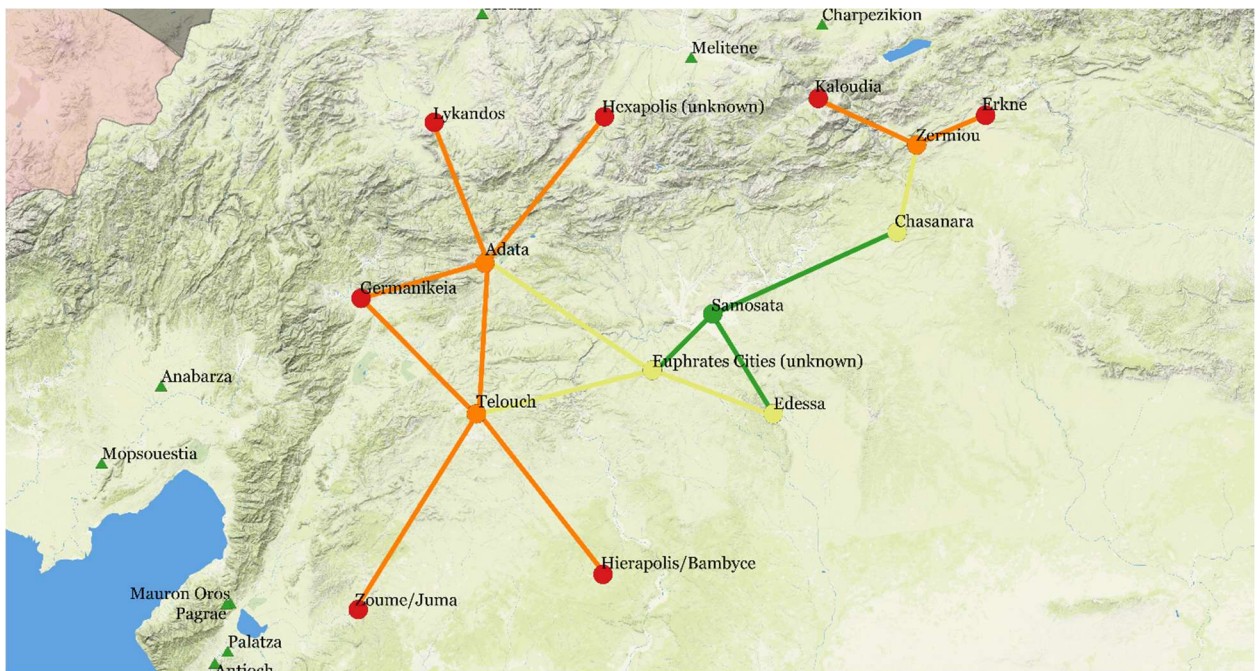 Charpezikion
Melitene
Kaloudia
Erkne
Lykandos
Hexapolis (unknown)
Zermiou
Chasanara
Adata
Germanikeia
Samosata
Euphrates Cities (unknown)
Anabarza
Telouch
Edessa
Mopsouestia
Hierapolis/Bambyce
Mauron Oros
Zoume/Juma
Pagrae
Palatza
Antioch